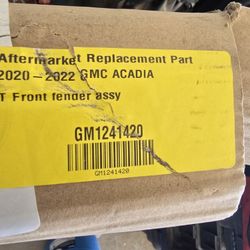 Aftermarket Replacement Part
2020-2022 GMC ACADIA
T Front fender assy
GM1241420
GM1241420